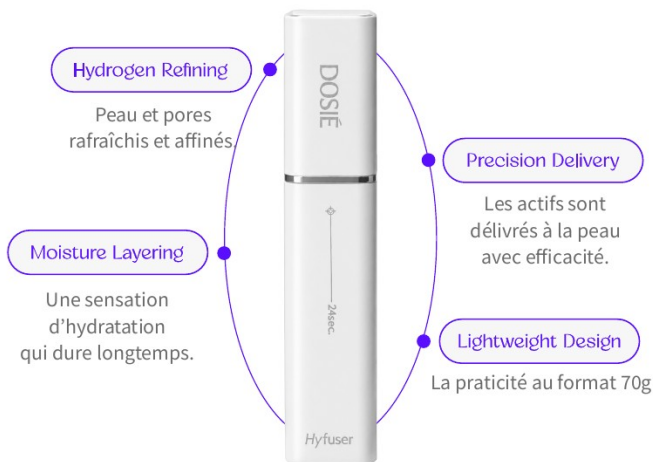 Hydrogen Refining
Peau et pores
rafraîchis et affinés.
Moisture Layering
Une sensation
d’hydratation
qui dure longtemps.
DOSIÉ
24sec.
Hyfuser
Precision Delivery
Les actifs sont
délivrés à la peau
avec efficacité.
Lightweight Design
La praticité au format 70g